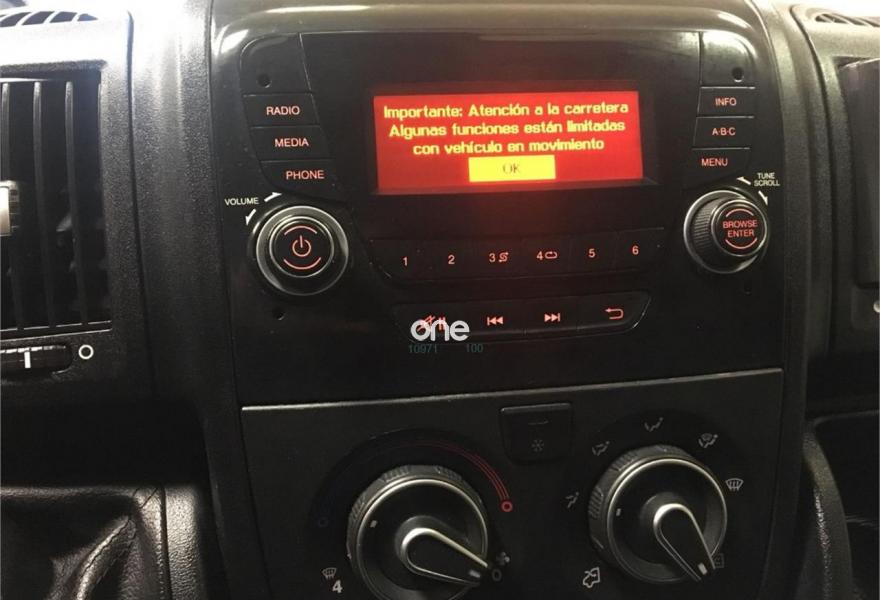 RADIO
MEDIA
PHONE
Importante: Atención a la carretera
Algunas funciones están limitadas
con vehículo en movimiento
OK
INFO
A·B·C
MENU
VOLUME
TUNE
SCROLL
BROWSE
ENTER
1 2 3 4 5 6
one
10971 100
4 0